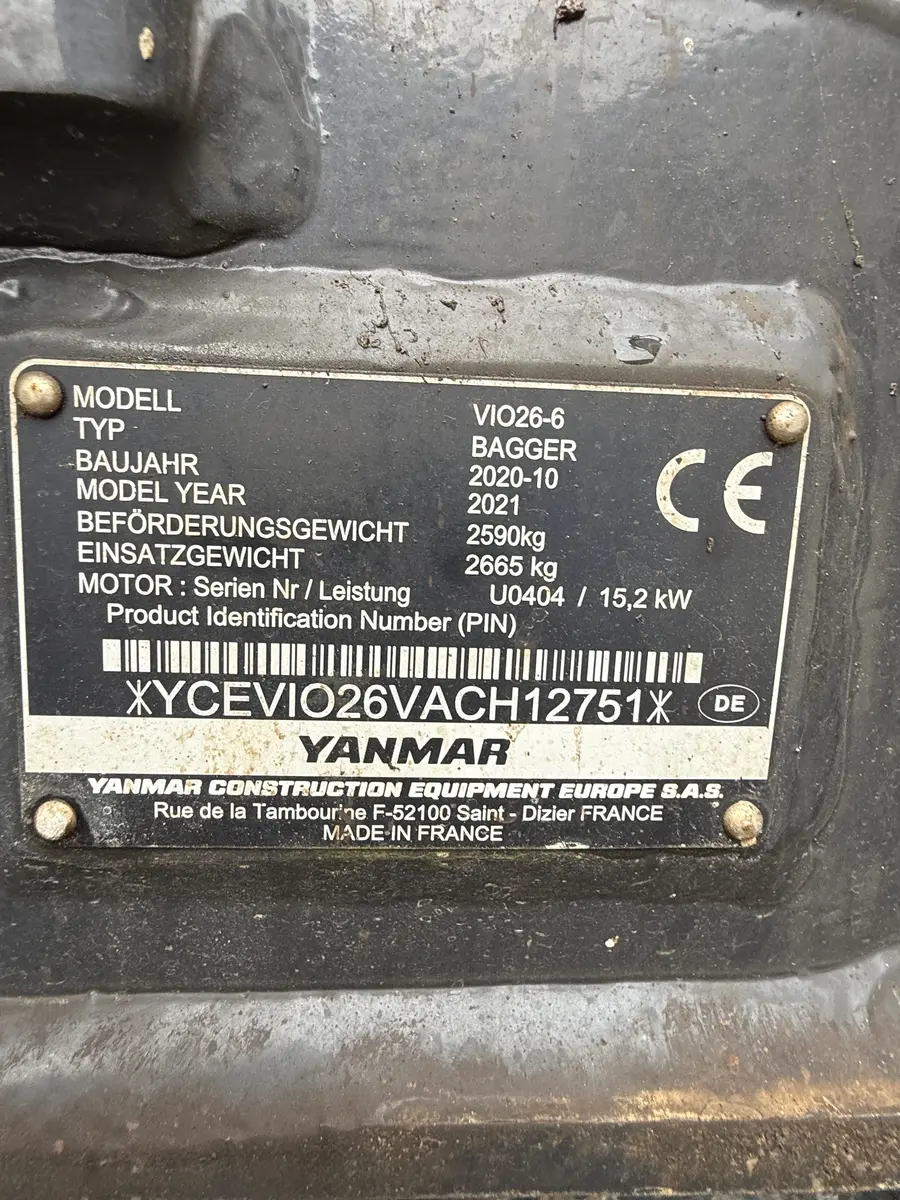 MODELL VIO26-6
TYP BAGGER
BAUJAHR 2020-10
MODEL YEAR 2021
BEFÖRDERUNGSGEWICHT 2590kg
EINSATZGEWICHT 2665 kg
MOTOR : Serien Nr / Leistung U0404 / 15,2 kW
CE
Product Identification Number (PIN)
*YCEVIO26VACH12751*
DE
YANMAR
YANMAR CONSTRUCTION EQUIPMENT EUROPE S.A.S.
Rue de la Tambourine F-52100 Saint - Dizier FRANCE
MADE IN FRANCE